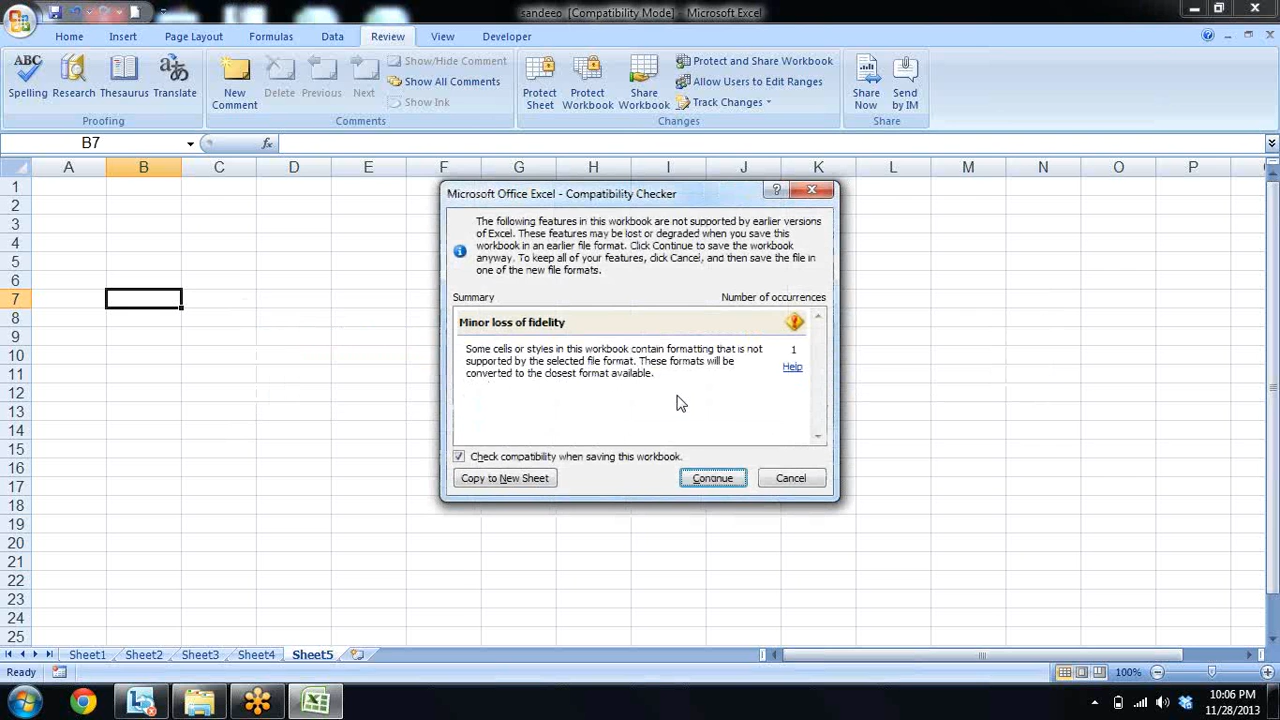 sandeeo [Compatibility Mode] - Microsoft Excel
Home Insert Page Layout Formulas Data Review View Developer
ABC
Spelling Research Thesaurus Translate
New Comment
Delete Previous Next
Show/Hide Comment
Show All Comments
Show Ink
Protect Sheet
Protect Workbook
Share Workbook
Protect and Share Workbook
Allow Users to Edit Ranges
Track Changes
Share Now
Send by IM
Proofing Comments Changes Share
B7 fx
A B C D E F G H I J K L M N O P
1
2
3
4
5
6
7
8
9
10
11
12
13
14
15
16
17
18
19
20
21
22
23
24
25
Microsoft Office Excel - Compatibility Checker
The following features in this workbook are not supported by earlier versions
of Excel. These features may be lost or degraded when you save this
workbook in an earlier file format. Click Continue to save the workbook
anyway. To keep all of your features, click Cancel, and then save the file in
one of the new file formats.
Summary Number of occurrences
Minor loss of fidelity
Some cells or styles in this workbook contain formatting that is not 1
supported by the selected file format. These formats will be Help
converted to the closest format available.
Check compatibility when saving this workbook.
Copy to New Sheet Continue Cancel
Sheet1 Sheet2 Sheet3 Sheet4 Sheet5
Ready 100%
10:06 PM
11/28/2013